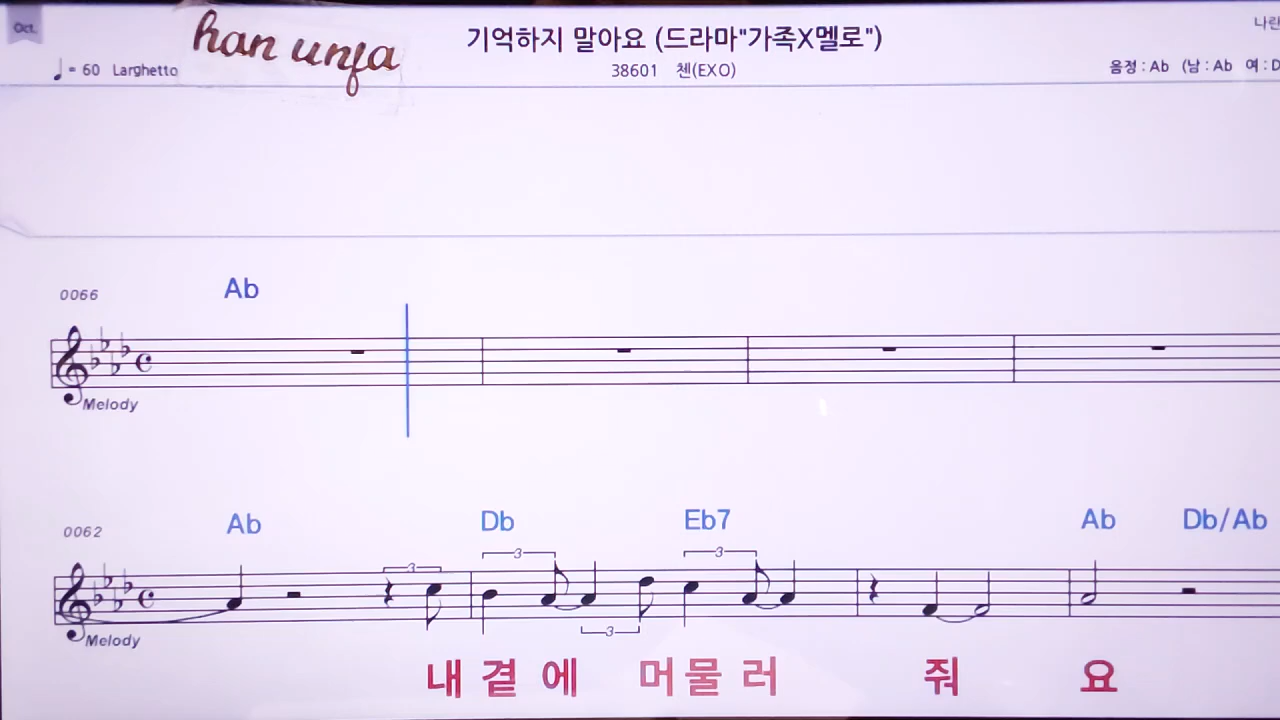 Oct.
han unja
기억하지 말아요 (드라마"가족X멜로")
나린
♩= 60 Larghetto
38601 첸(EXO)
음정 : Ab (남 : Ab 여 : D
0066
Ab
Melody
0062
Ab Db Eb7 Ab Db/Ab
3 3 3
3
Melody
내 곁 에 머 물 러 줘 요